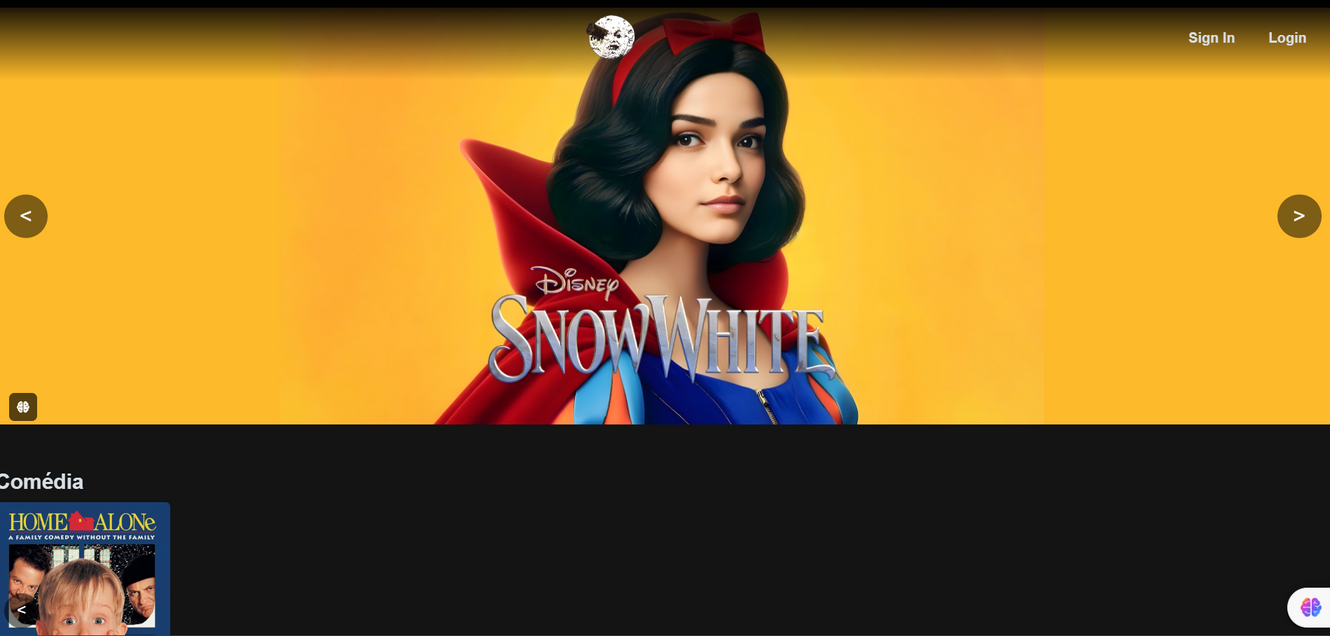 Sign In
Login
<
>
Disney
SNOW WHITE
Comédia
HOME ALONe
A FAMILY COMEDY WITHOUT THE FAMILY
<